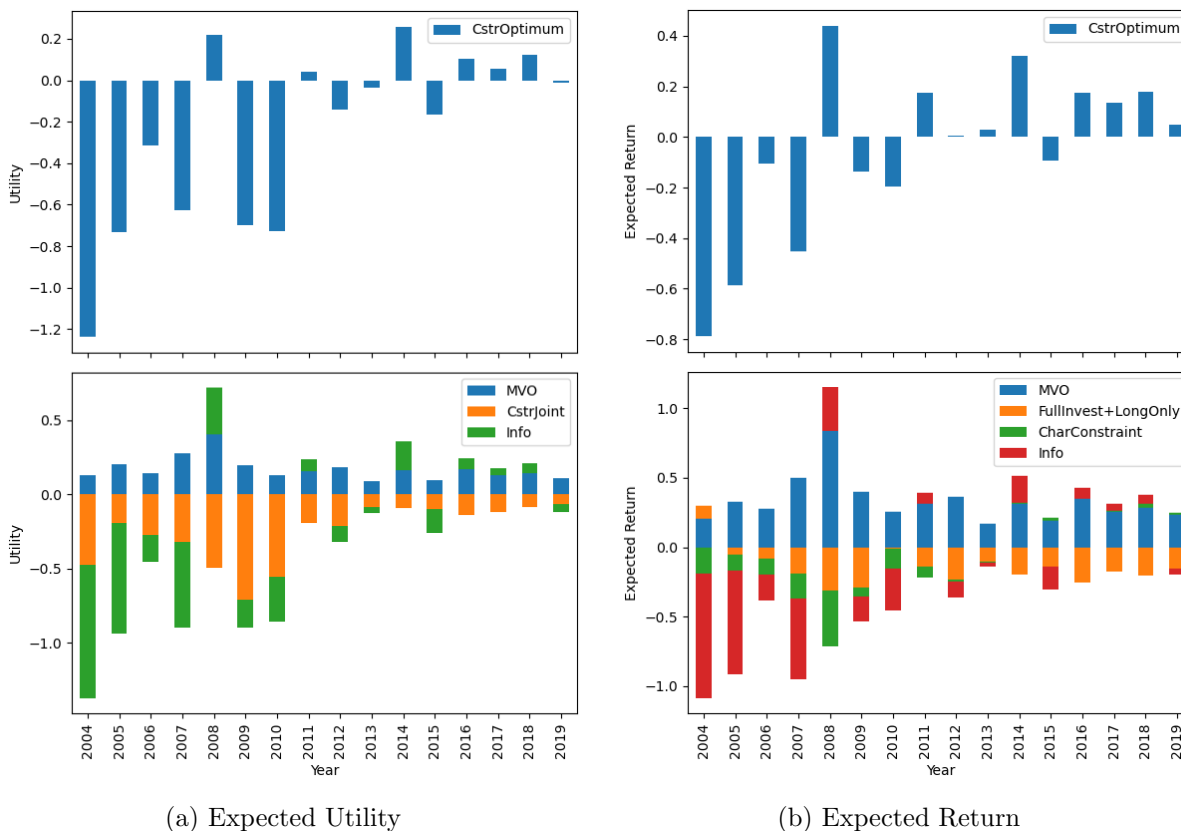 CstrOptimum
0.2
0.0
−0.2
−0.4
−0.6
−0.8
−1.0
−1.2
Utility
CstrOptimum
0.4
0.2
0.0
−0.2
−0.4
−0.6
−0.8
Expected Return
MVO
CstrJoint
Info
0.5
0.0
−0.5
−1.0
Utility
2004 2005 2006 2007 2008 2009 2010 2011 2012 2013 2014 2015 2016 2017 2018 2019
Year
MVO
FullInvest+LongOnly
CharConstraint
Info
1.0
0.5
0.0
−0.5
−1.0
Expected Return
2004 2005 2006 2007 2008 2009 2010 2011 2012 2013 2014 2015 2016 2017 2018 2019
Year
(a) Expected Utility
(b) Expected Return